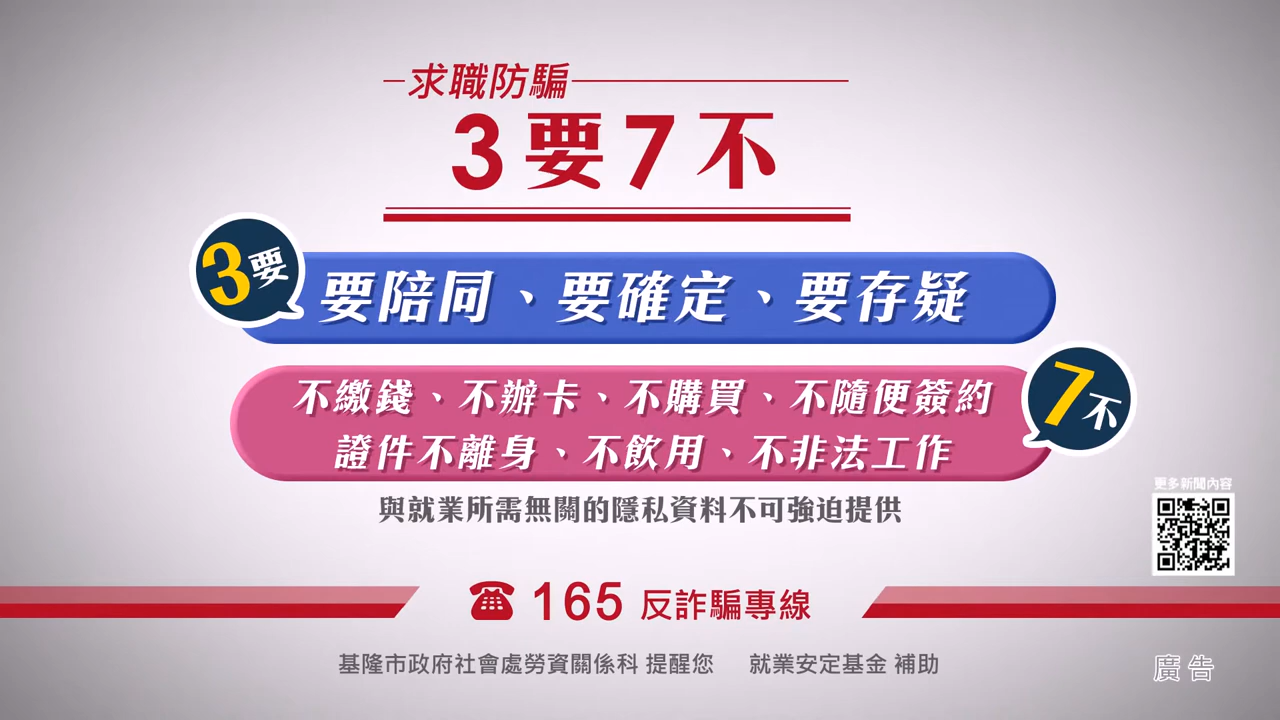 求職防騙
3要7不
3要
要陪同、要確定、要存疑
7不
不繳錢、不辦卡、不購買、不隨便簽約
證件不離身、不飲用、不非法工作
與就業所需無關的隱私資料不可強迫提供
更多新聞內容
165 反詐騙專線
基隆市政府社會處勞資關係科 提醒您 就業安定基金 補助
廣告